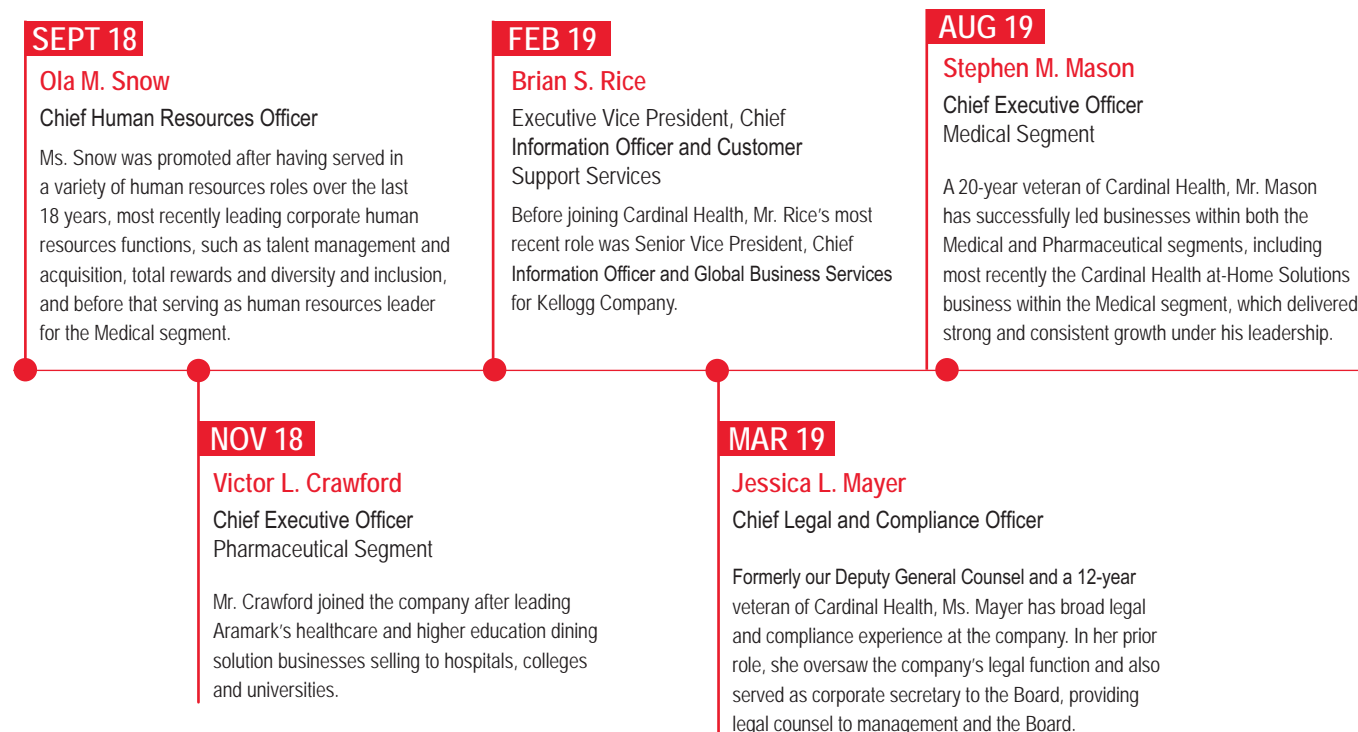 SEPT 18
Ola M. Snow
Chief Human Resources Officer
Ms. Snow was promoted after having served in
a variety of human resources roles over the last
18 years, most recently leading corporate human
resources functions, such as talent management and
acquisition, total rewards and diversity and inclusion,
and before that serving as human resources leader
for the Medical segment.
NOV 18
Victor L. Crawford
Chief Executive Officer
Pharmaceutical Segment
Mr. Crawford joined the company after leading
Aramark's healthcare and higher education dining
solution businesses selling to hospitals, colleges
and universities.
FEB 19
Brian S. Rice
Executive Vice President, Chief
Information Officer and Customer
Support Services
Before joining Cardinal Health, Mr. Rice's most
recent role was Senior Vice President, Chief
Information Officer and Global Business Services
for Kellogg Company.
MAR 19
Jessica L. Mayer
Chief Legal and Compliance Officer
Formerly our Deputy General Counsel and a 12-year
veteran of Cardinal Health, Ms. Mayer has broad legal
and compliance experience at the company. In her prior
role, she oversaw the company's legal function and also
served as corporate secretary to the Board, providing
legal counsel to management and the Board.
AUG 19
Stephen M. Mason
Chief Executive Officer
Medical Segment
A 20-year veteran of Cardinal Health, Mr. Mason
has successfully led businesses within both the
Medical and Pharmaceutical segments, including
most recently the Cardinal Health at-Home Solutions
business within the Medical segment, which delivered
strong and consistent growth under his leadership.